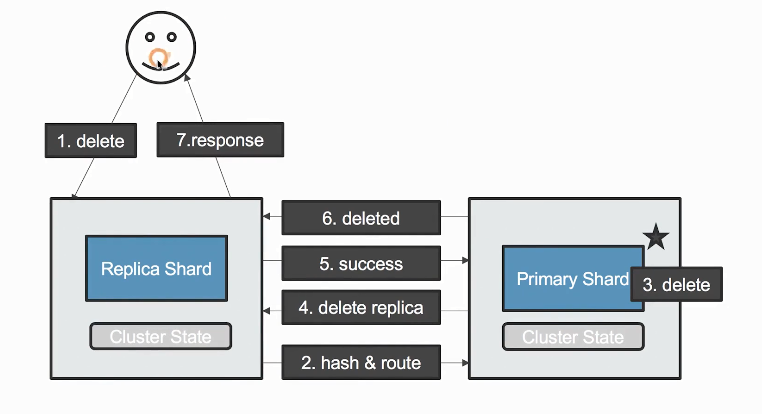 1. delete
7.response
6. deleted
Replica Shard
5. success
Primary Shard
3. delete
4. delete replica
Cluster State
Cluster State
2. hash & route